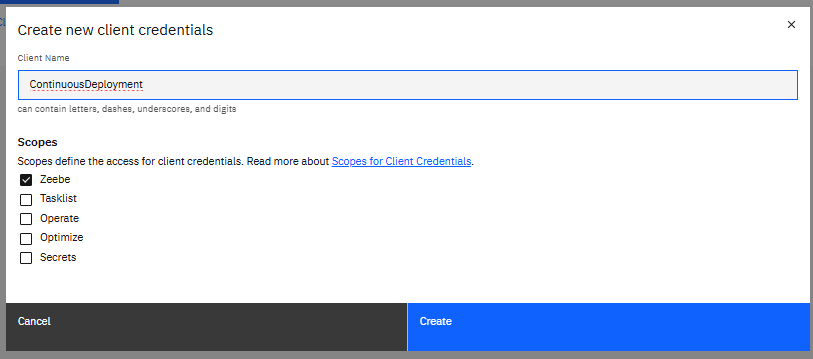 Create new client credentials
Client Name
ContinuousDeployment
can contain letters, dashes, underscores, and digits
Scopes
Scopes define the access for client credentials. Read more about Scopes for Client Credentials.
Zeebe
Tasklist
Operate
Optimize
Secrets
Cancel
Create